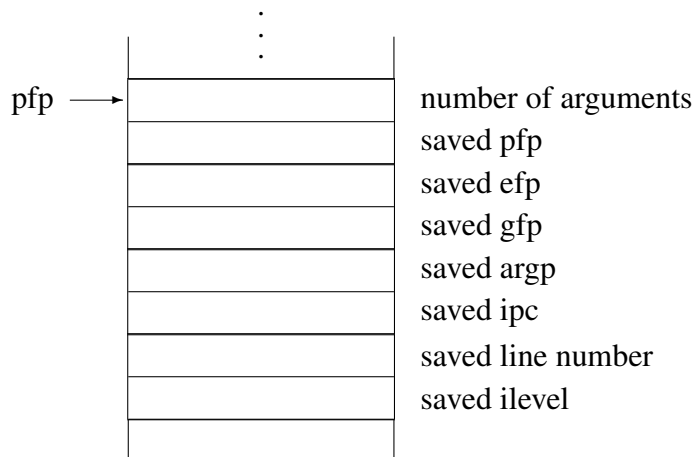 pfp number of arguments
saved pfp
saved efp
saved gfp
saved argp
saved ipc
saved line number
saved ilevel